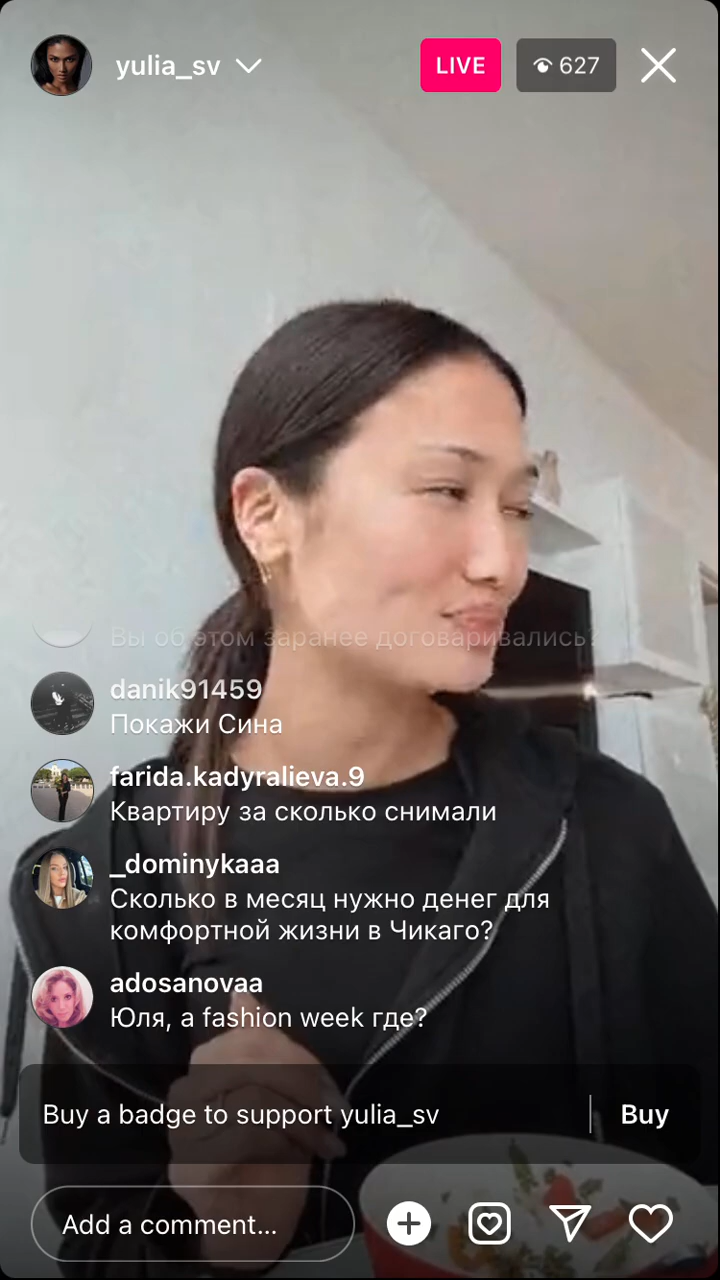 yulia_sv
LIVE
627
Вы об этом заранее договаривались?
danik91459
Покажи Сина
farida.kadyralieva.9
Квартиру за сколько снимали
_dominykaaa
Сколько в месяц нужно денег для
комфортной жизни в Чикаго?
adosanovaa
Юля, а fashion week где?
Buy a badge to support yulia_sv
Buy
Add a comment...